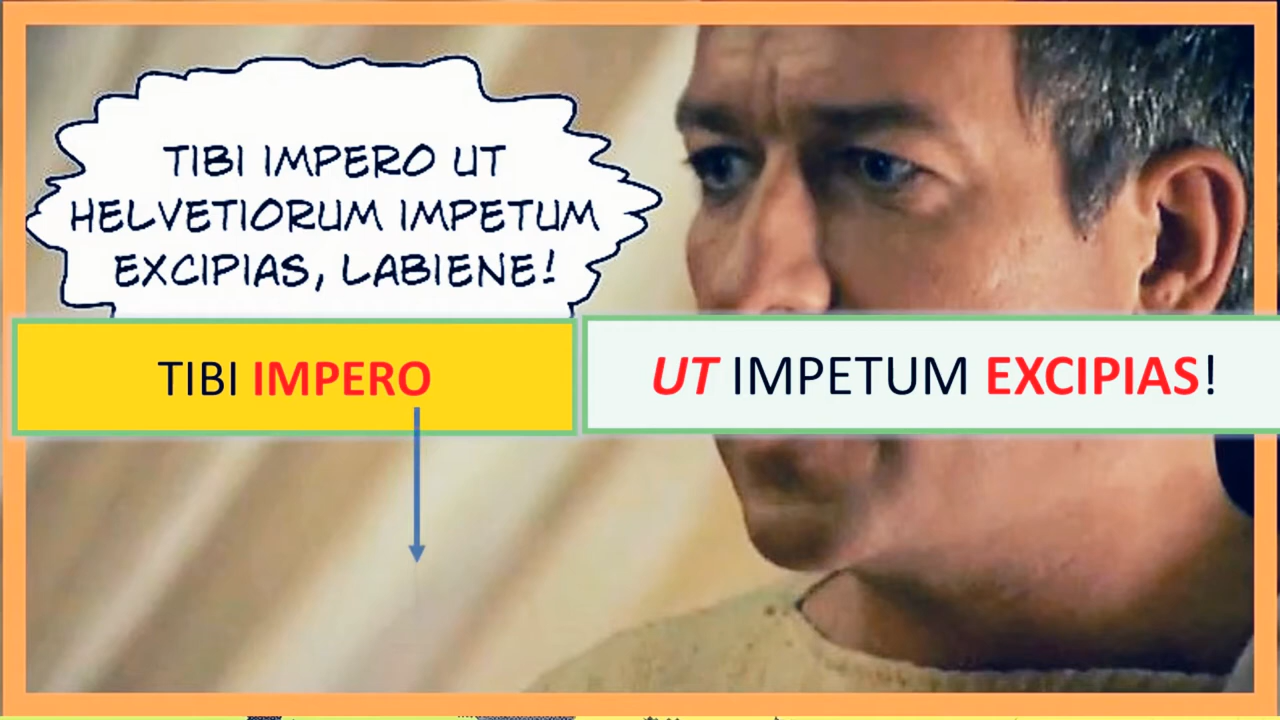 TIBI IMPERO UT
HELVETIORUM IMPETUM
EXCIPIAS, LABIENE!
TIBI IMPERO
UT IMPETUM EXCIPIAS!